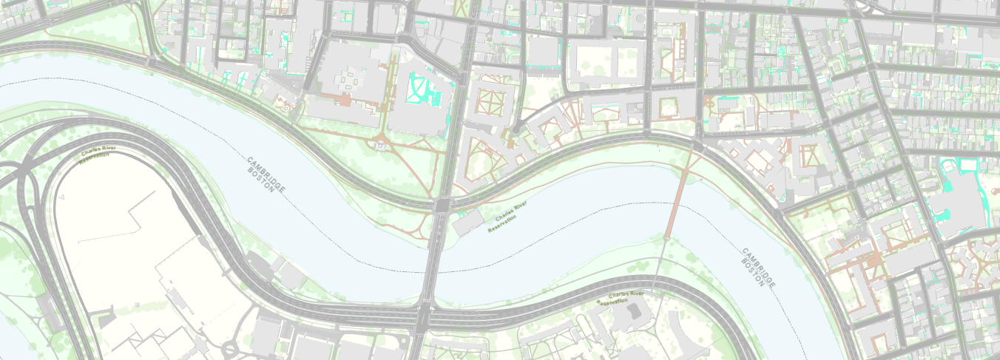 Charles River
Reservation
CAMBRIDGE
BOSTON
Charles River
Reservation
CAMBRIDGE
BOSTON
Charles River
Reservation